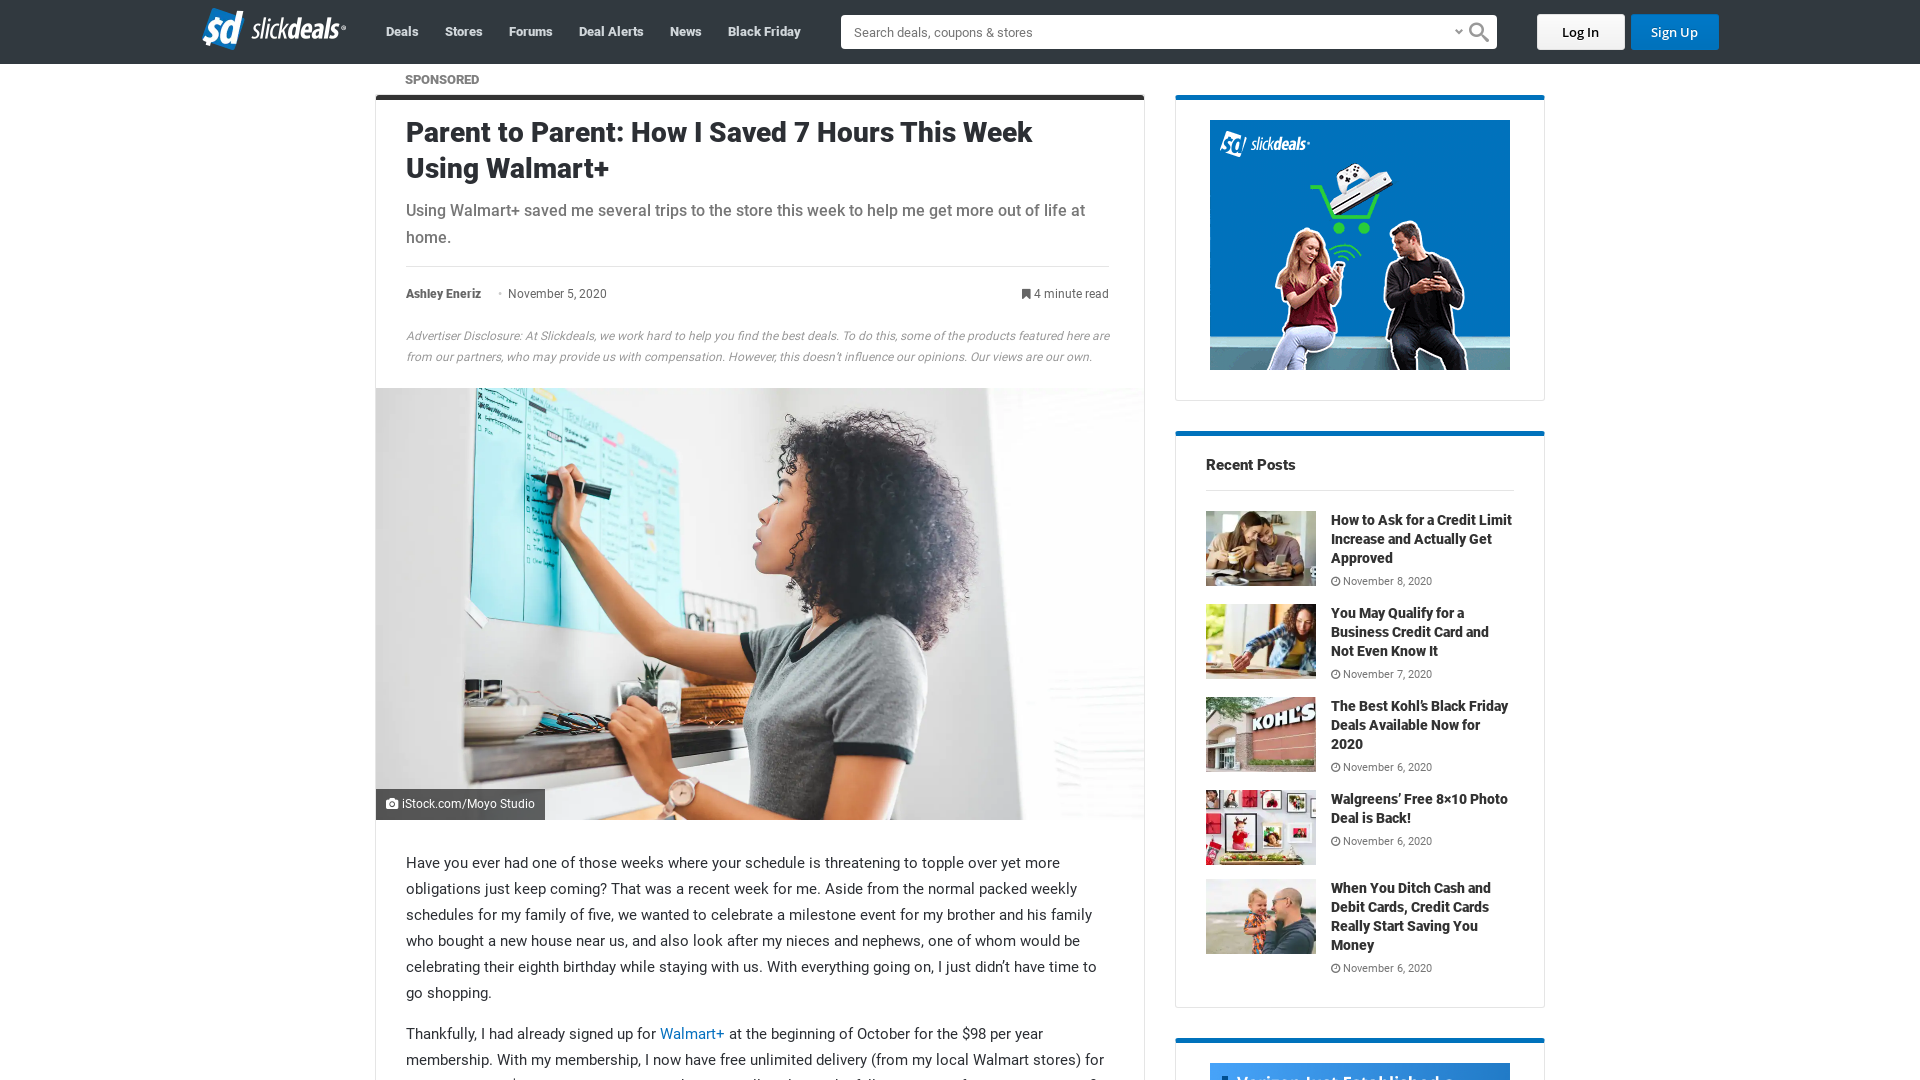 slickdeals
Deals
Stores
Forums
Deal Alerts
News
Black Friday
Search deals, coupons & stores
Log In
Sign Up
SPONSORED
Parent to Parent: How I Saved 7 Hours This Week
Using Walmart+
Using Walmart+ saved me several trips to the store this week to help me get more out of life at
home.
Ashley Eneriz • November 5, 2020
4 minute read
Advertiser Disclosure: At Slickdeals, we work hard to help you find the best deals. To do this, some of the products featured here are
from our partners, who may provide us with compensation. However, this doesn’t influence our opinions. Our views are our own.
iStock.com/Moyo Studio
Have you ever had one of those weeks where your schedule is threatening to topple over yet more
obligations just keep coming? That was a recent week for me. Aside from the normal packed weekly
schedules for my family of five, we wanted to celebrate a milestone event for my brother and his family
who bought a new house near us, and also look after my nieces and nephews, one of whom would be
celebrating their eighth birthday while staying with us. With everything going on, I just didn’t have time to
go shopping.
Thankfully, I had already signed up for Walmart+ at the beginning of October for the $98 per year
membership. With my membership, I now have free unlimited delivery (from my local Walmart stores) for
slickdeals
Recent Posts
How to Ask for a Credit Limit
Increase and Actually Get
Approved
November 8, 2020
You May Qualify for a
Business Credit Card and
Not Even Know It
November 7, 2020
KOHL'S
The Best Kohl’s Black Friday
Deals Available Now for
2020
November 6, 2020
Walgreens’ Free 8×10 Photo
Deal is Back!
November 6, 2020
When You Ditch Cash and
Debit Cards, Credit Cards
Really Start Saving You
Money
November 6, 2020
Verizon Just Established a